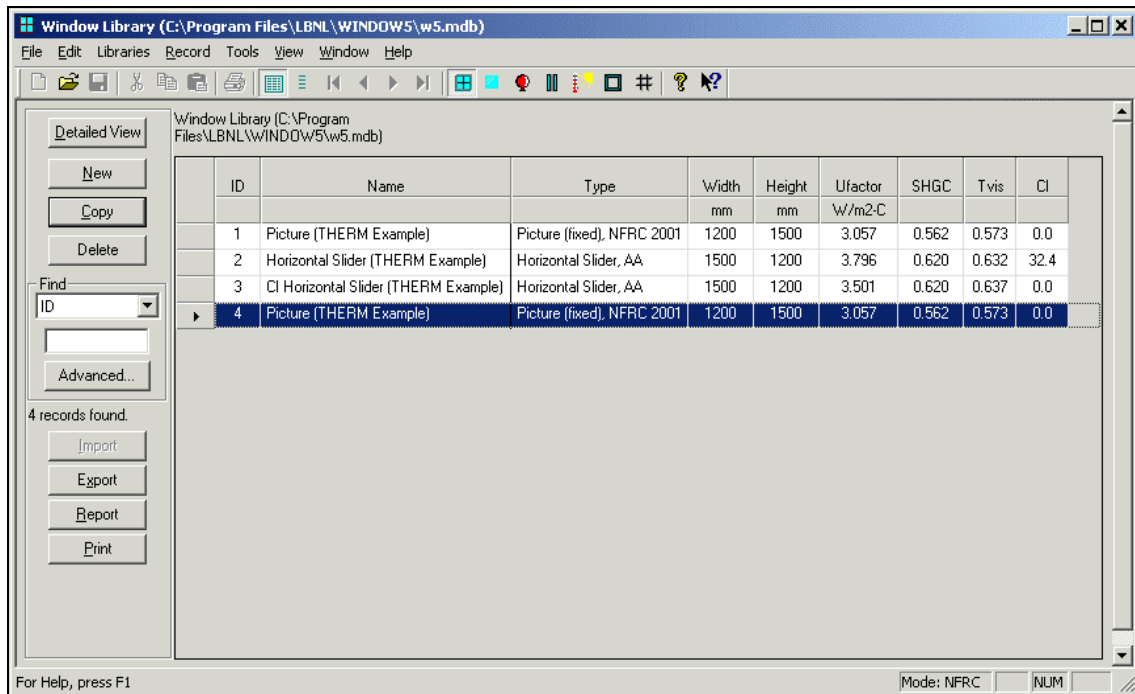 Window Library (C:\Program Files\LBNL\WINDOW5\w5.mdb)
File Edit Libraries Record Tools View Window Help
Detailed View
New
Copy
Delete
Find
ID
Advanced...
4 records found.
Import
Export
Report
Print
Window Library (C:\Program
Files\LBNL\WINDOW5\w5.mdb)
ID Name Type Width Height Ufactor SHGC Tvis CI
mm mm W/m2-C
1 Picture (THERM Example) Picture (fixed), NFRC 2001 1200 1500 3.057 0.562 0.573 0.0
2 Horizontal Slider (THERM Example) Horizontal Slider, AA 1500 1200 3.796 0.620 0.632 32.4
3 CI Horizontal Slider (THERM Example) Horizontal Slider, AA 1500 1200 3.501 0.620 0.637 0.0
4 Picture (THERM Example) Picture (fixed), NFRC 2001 1200 1500 3.057 0.562 0.573 0.0
For Help, press F1
Mode: NFRC NUM